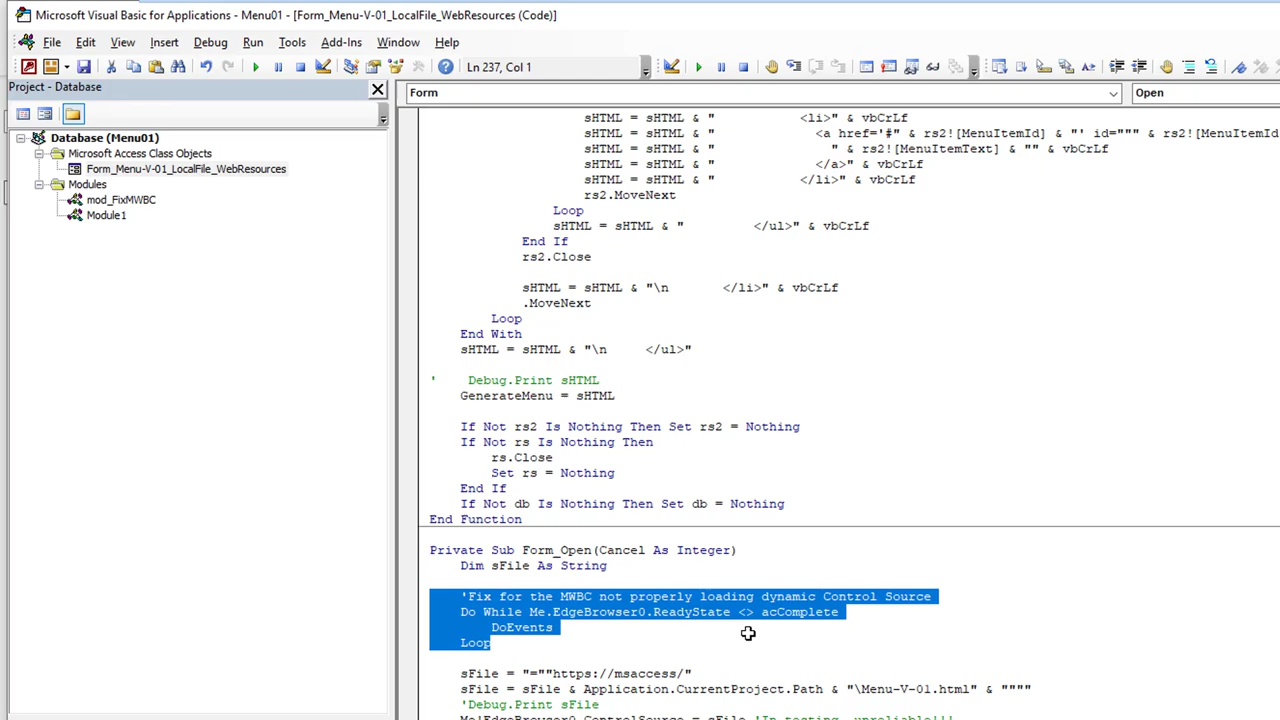 Microsoft Visual Basic for Applications - Menu01 - [Form_Menu-V-01_LocalFile_WebResources (Code)]
File Edit View Insert Debug Run Tools Add-Ins Window Help
Ln 237, Col 1
Project - Database
Form
Open
Database (Menu01)
Microsoft Access Class Objects
Form_Menu-V-01_LocalFile_WebResources
Modules
mod_FixMWBC
Module1
sHTML = sHTML & "           <li>" & vbCrLf
sHTML = sHTML & "             <a href='#" & rs2![MenuItemId] & "' id=""" & rs2![MenuItemText
sHTML = sHTML & "               " & rs2![MenuItemText] & "" & vbCrLf
sHTML = sHTML & "             </a>" & vbCrLf
sHTML = sHTML & "           </li>" & vbCrLf
rs2.MoveNext
Loop
sHTML = sHTML & "         </ul>" & vbCrLf
End If
rs2.Close
sHTML = sHTML & "\n       </li>" & vbCrLf
.MoveNext
Loop
End With
sHTML = sHTML & "\n     </ul>"
'    Debug.Print sHTML
GenerateMenu = sHTML
If Not rs2 Is Nothing Then Set rs2 = Nothing
If Not rs Is Nothing Then
rs.Close
Set rs = Nothing
End If
If Not db Is Nothing Then Set db = Nothing
End Function
Private Sub Form_Open(Cancel As Integer)
Dim sFile As String
'Fix for the MWBC not properly loading dynamic Control Source
Do While Me.EdgeBrowser0.ReadyState <> acComplete
DoEvents
Loop
sFile = "=""https://msaccess/"
sFile = sFile & Application.CurrentProject.Path & "\Menu-V-01.html" & """"
'Debug.Print sFile
Me!EdgeBrowser0.ControlSource = sFile 'In testing, unreliable!!!